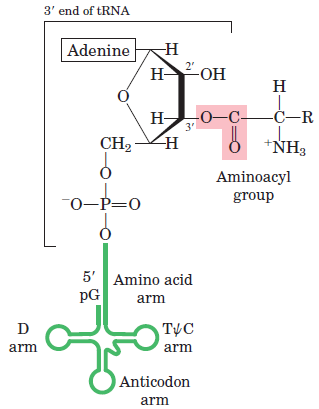 3′ end of tRNA
Adenine
H
H
2′
OH
O
H
H
3′
O—C
C—R
CH₂
H
O
⁺NH₃
O
Aminoacyl
group
⁻O—P=O
O
5′
pG
Amino acid
arm
D
arm
TψC
arm
Anticodon
arm